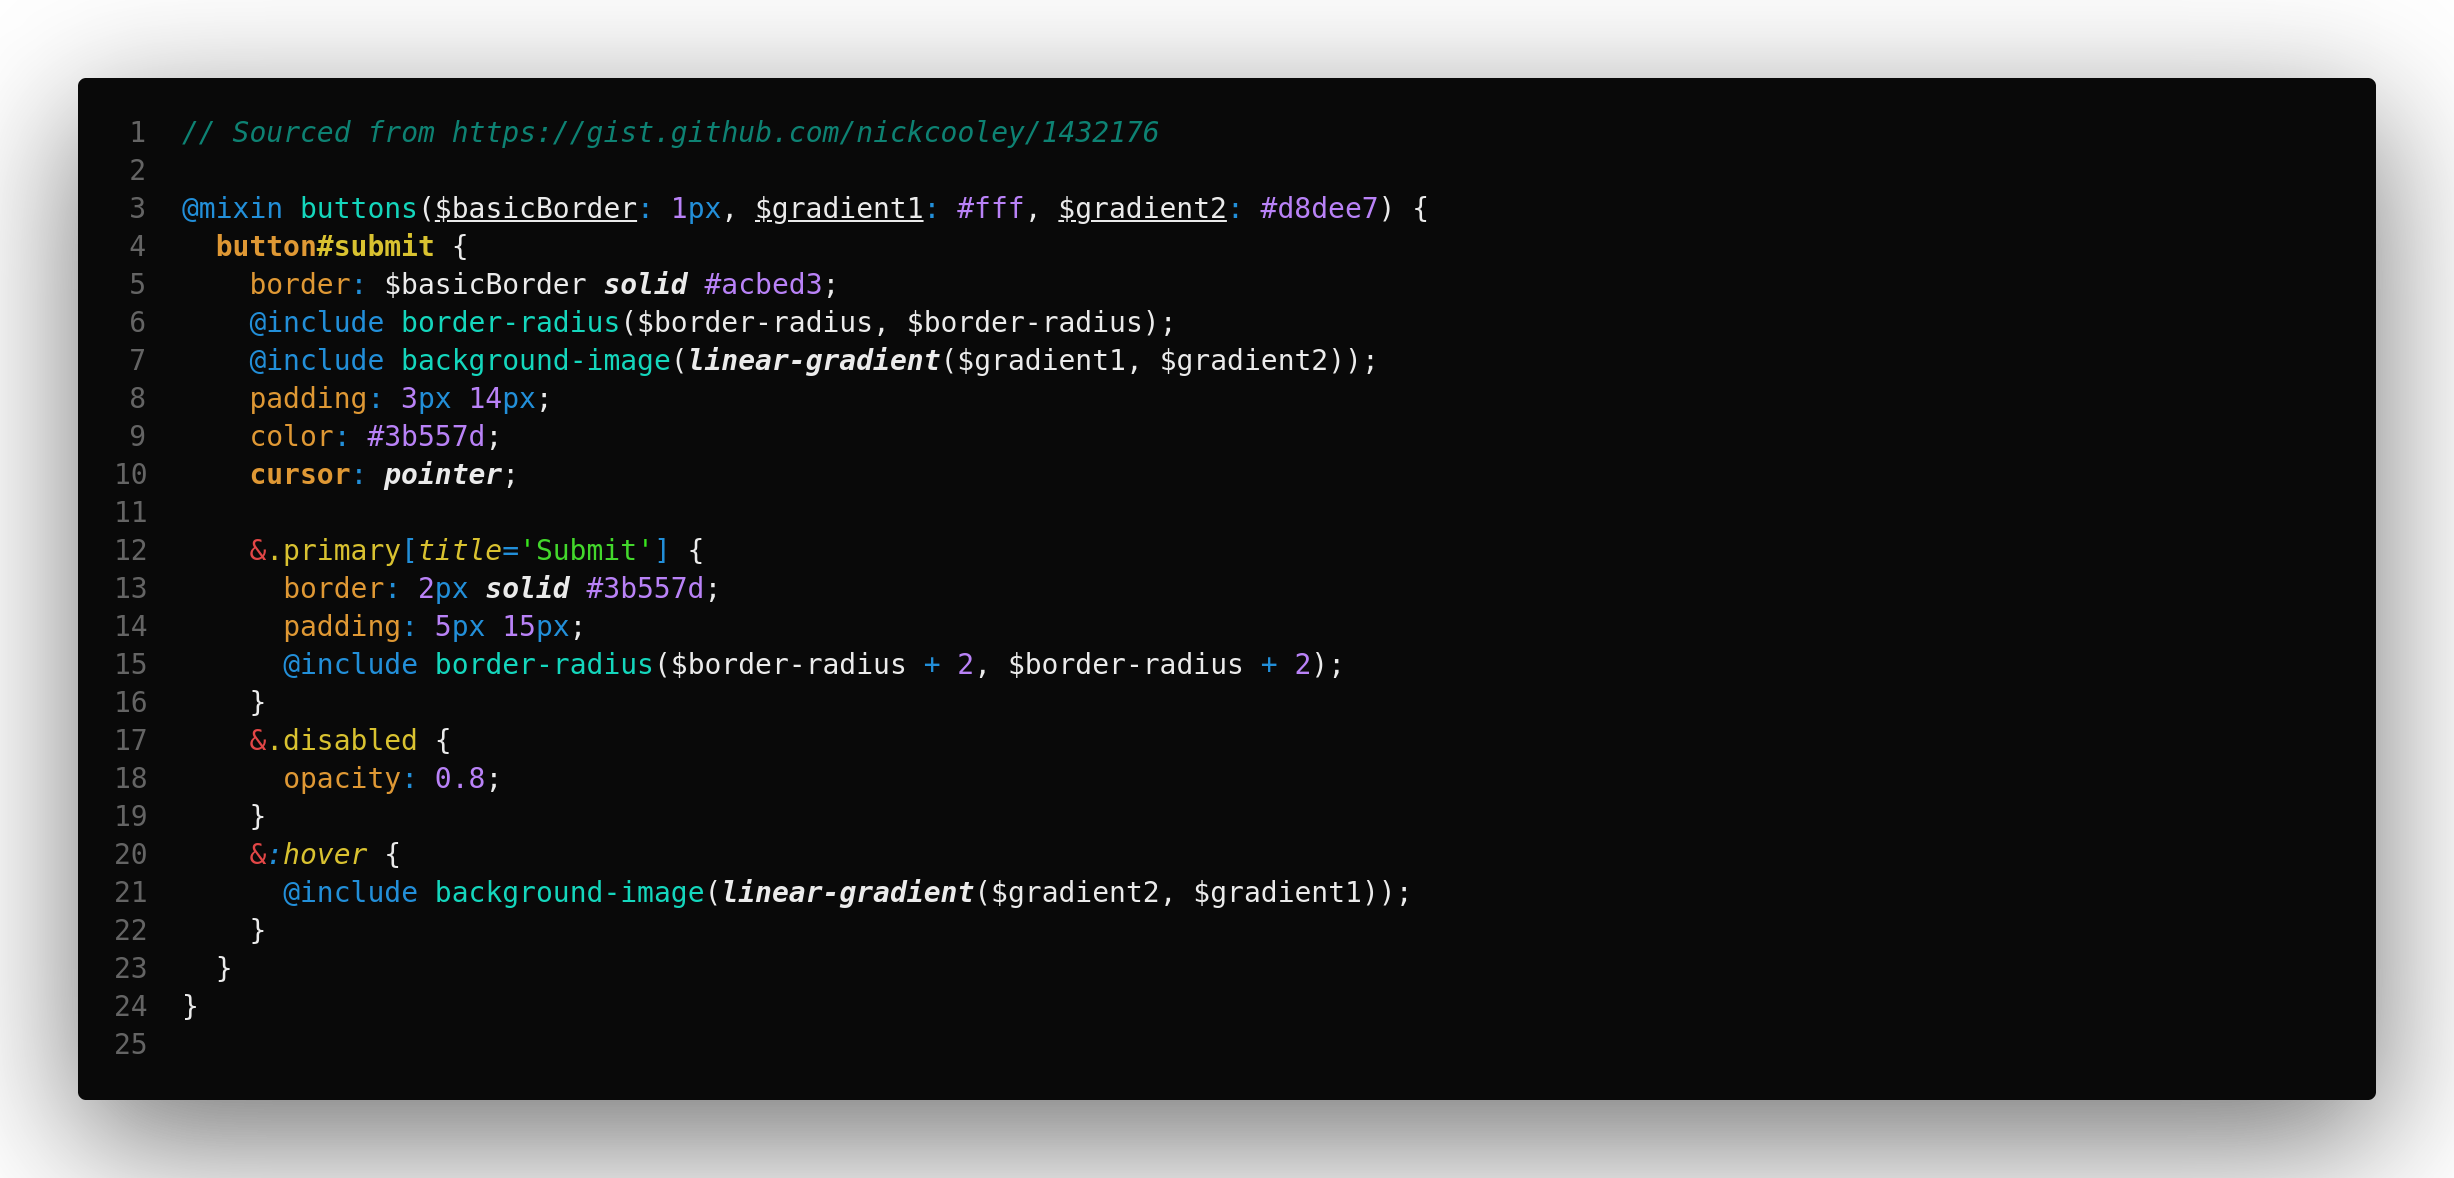 1 // Sourced from https://gist.github.com/nickcooley/1432176
2
3 @mixin buttons($basicBorder: 1px, $gradient1: #fff, $gradient2: #d8dee7) {
4   button#submit {
5     border: $basicBorder solid #acbed3;
6     @include border-radius($border-radius, $border-radius);
7     @include background-image(linear-gradient($gradient1, $gradient2));
8     padding: 3px 14px;
9     color: #3b557d;
10     cursor: pointer;
11
12     &.primary[title='Submit'] {
13       border: 2px solid #3b557d;
14       padding: 5px 15px;
15       @include border-radius($border-radius + 2, $border-radius + 2);
16     }
17     &.disabled {
18       opacity: 0.8;
19     }
20     &:hover {
21       @include background-image(linear-gradient($gradient2, $gradient1));
22     }
23   }
24 }
25